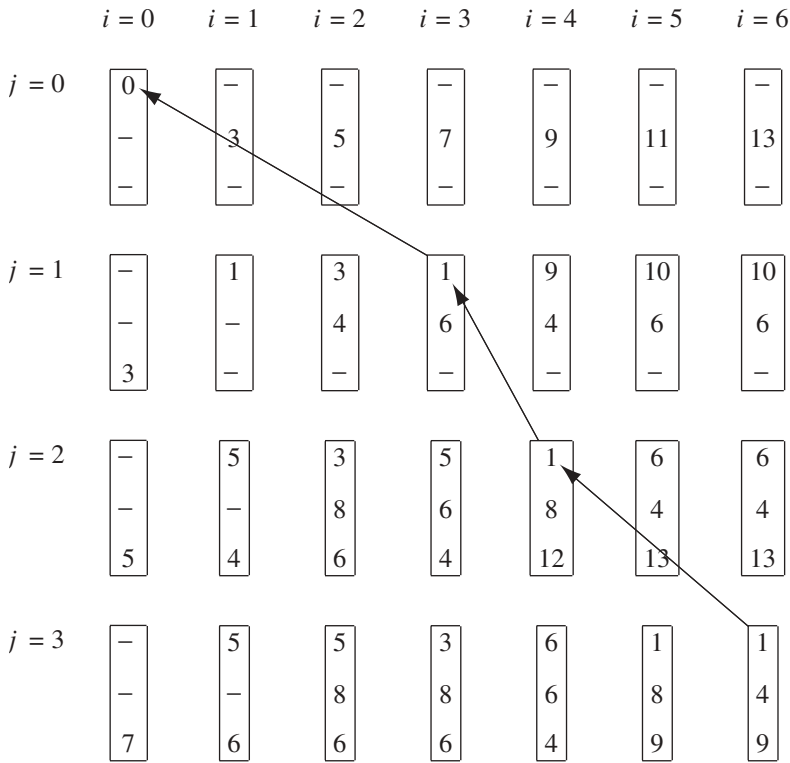 i = 0 i = 1 i = 2 i = 3 i = 4 i = 5 i = 6
j = 0 0 – – – – – –
– 3 5 7 9 11 13
– – – – – – –
j = 1 – 1 3 1 9 10 10
– – 4 6 4 6 6
3 – – – – – –
j = 2 – 5 3 5 1 6 6
– – 8 6 8 4 4
5 4 6 4 12 13 13
j = 3 – 5 5 3 6 1 1
– – 8 8 6 8 4
7 6 6 6 4 9 9